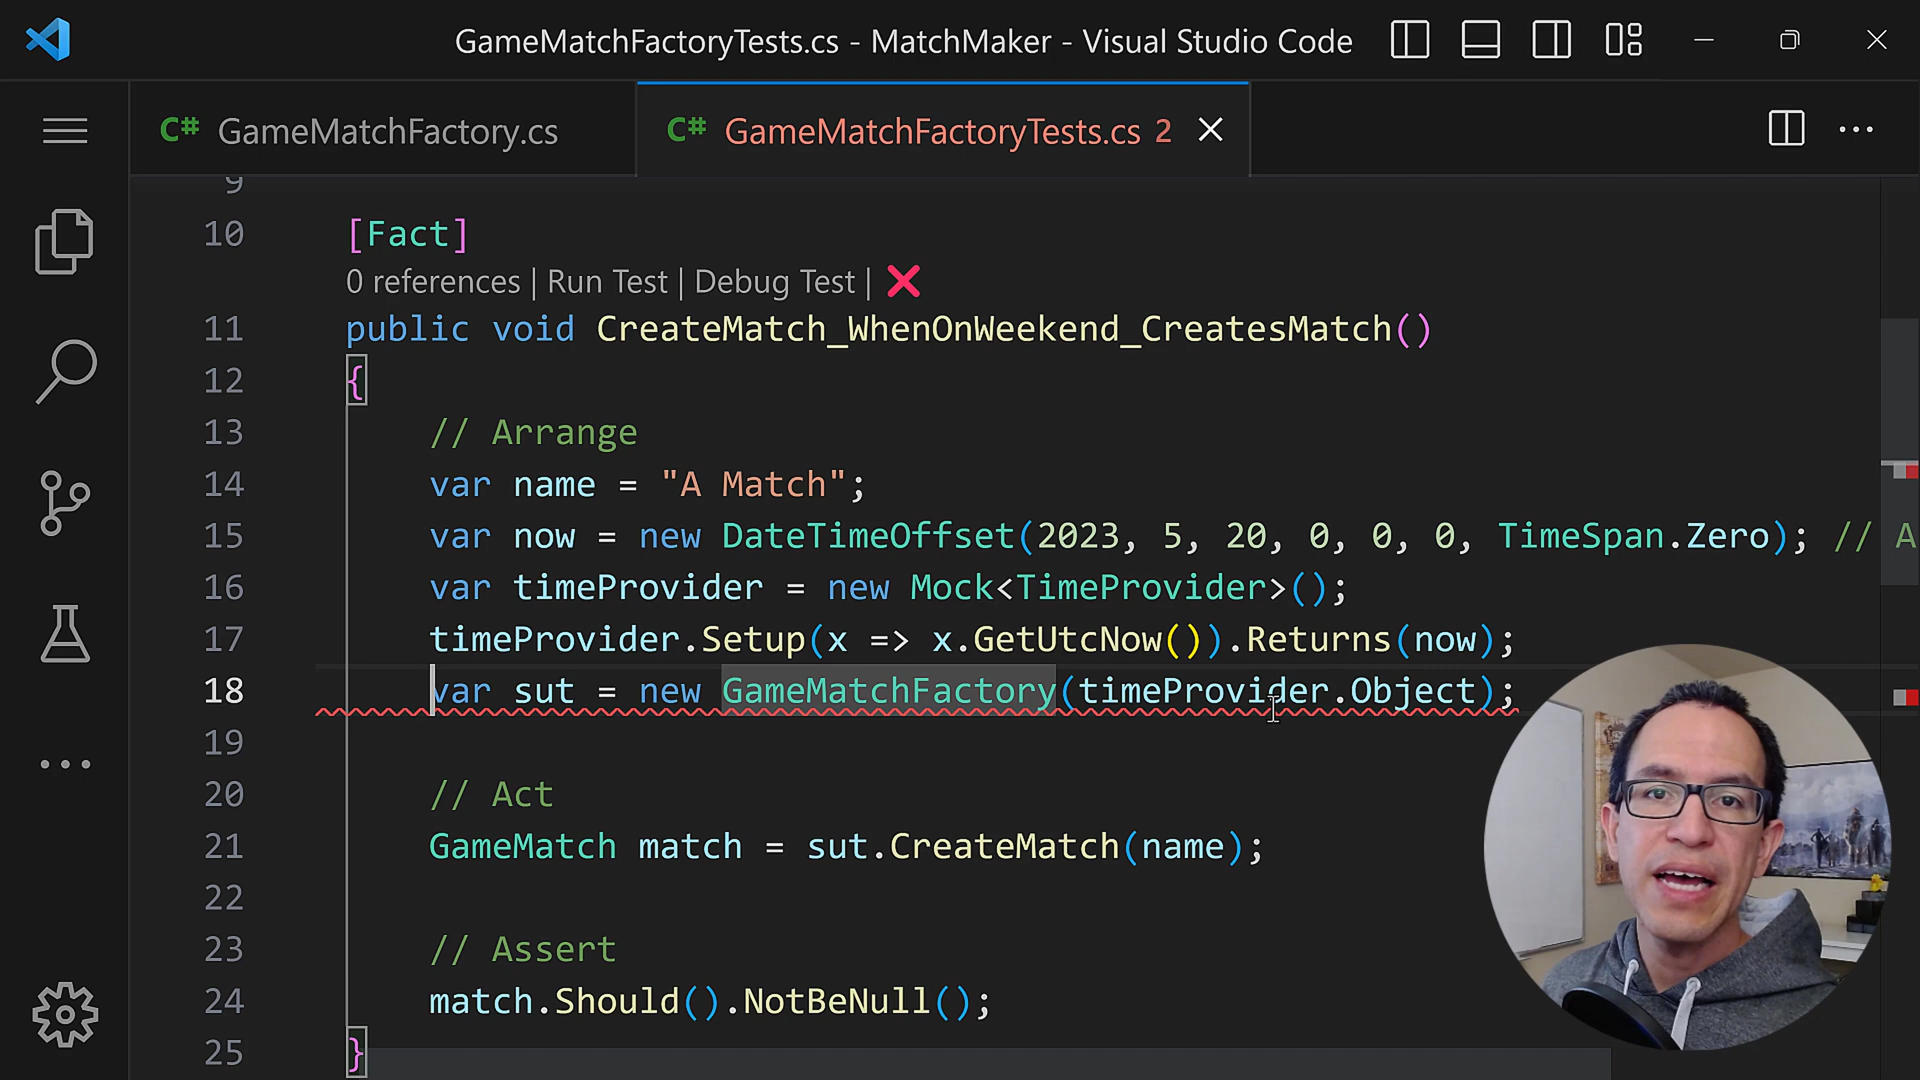 GameMatchFactoryTests.cs - MatchMaker - Visual Studio Code
C# GameMatchFactory.cs
C# GameMatchFactoryTests.cs 2
9
10 [Fact]
0 references | Run Test | Debug Test |
11 public void CreateMatch_WhenOnWeekend_CreatesMatch()
12 {
13 // Arrange
14 var name = "A Match";
15 var now = new DateTimeOffset(2023, 5, 20, 0, 0, 0, TimeSpan.Zero); // A
16 var timeProvider = new Mock<TimeProvider>();
17 timeProvider.Setup(x => x.GetUtcNow()).Returns(now);
18 var sut = new GameMatchFactory(timeProvider.Object);
19
20 // Act
21 GameMatch match = sut.CreateMatch(name);
22
23 // Assert
24 match.Should().NotBeNull();
25 }